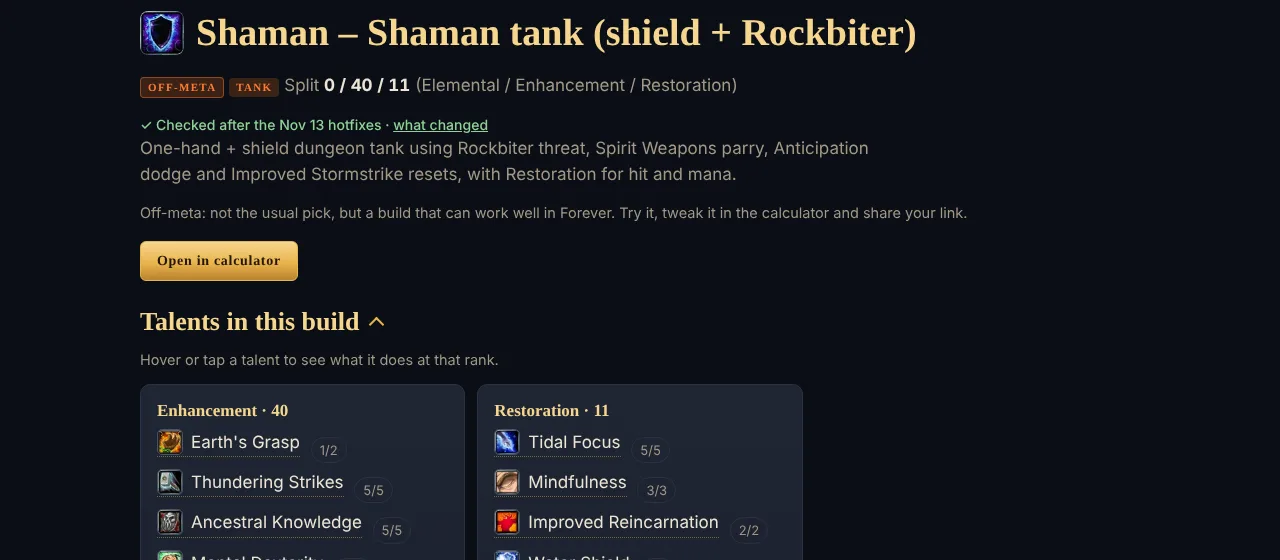 Shaman – Shaman tank (shield + Rockbiter)
OFF-META TANK Split 0 / 40 / 11 (Elemental / Enhancement / Restoration)
✓ Checked after the Nov 13 hotfixes · what changed
One-hand + shield dungeon tank using Rockbiter threat, Spirit Weapons parry, Anticipation
dodge and Improved Stormstrike resets, with Restoration for hit and mana.
Off-meta: not the usual pick, but a build that can work well in Forever. Try it, tweak it in the calculator and share your link.
Open in calculator
Talents in this build
Hover or tap a talent to see what it does at that rank.
Enhancement · 40
Earth's Grasp 1/2
Thundering Strikes 5/5
Ancestral Knowledge 5/5
Restoration · 11
Tidal Focus 5/5
Mindfulness 3/3
Improved Reincarnation 2/2